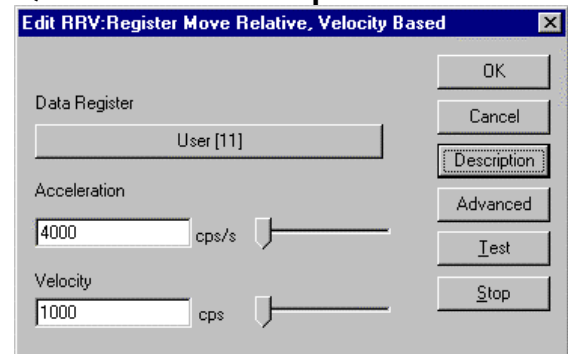 Edit RRV:Register Move Relative, Velocity Based
OK
Data Register
Cancel
User [11]
Description
Acceleration
Advanced
4000 cps/s
Test
Velocity
Stop
1000 cps